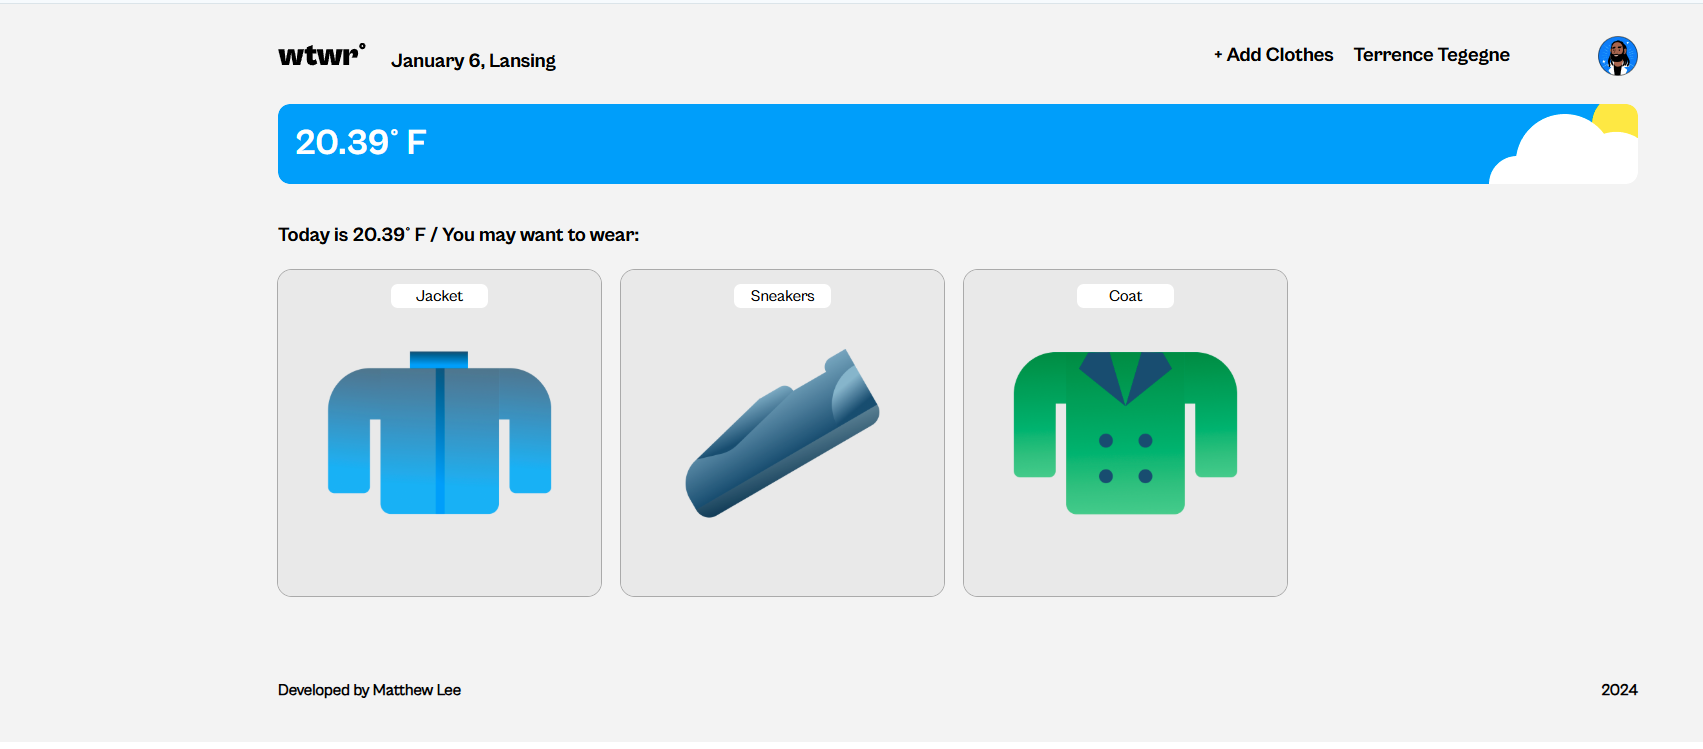 wtwr°
January 6, Lansing
+ Add Clothes
Terrence Tegegne
20.39° F
Today is 20.39° F / You may want to wear:
Jacket
Sneakers
Coat
Developed by Matthew Lee
2024